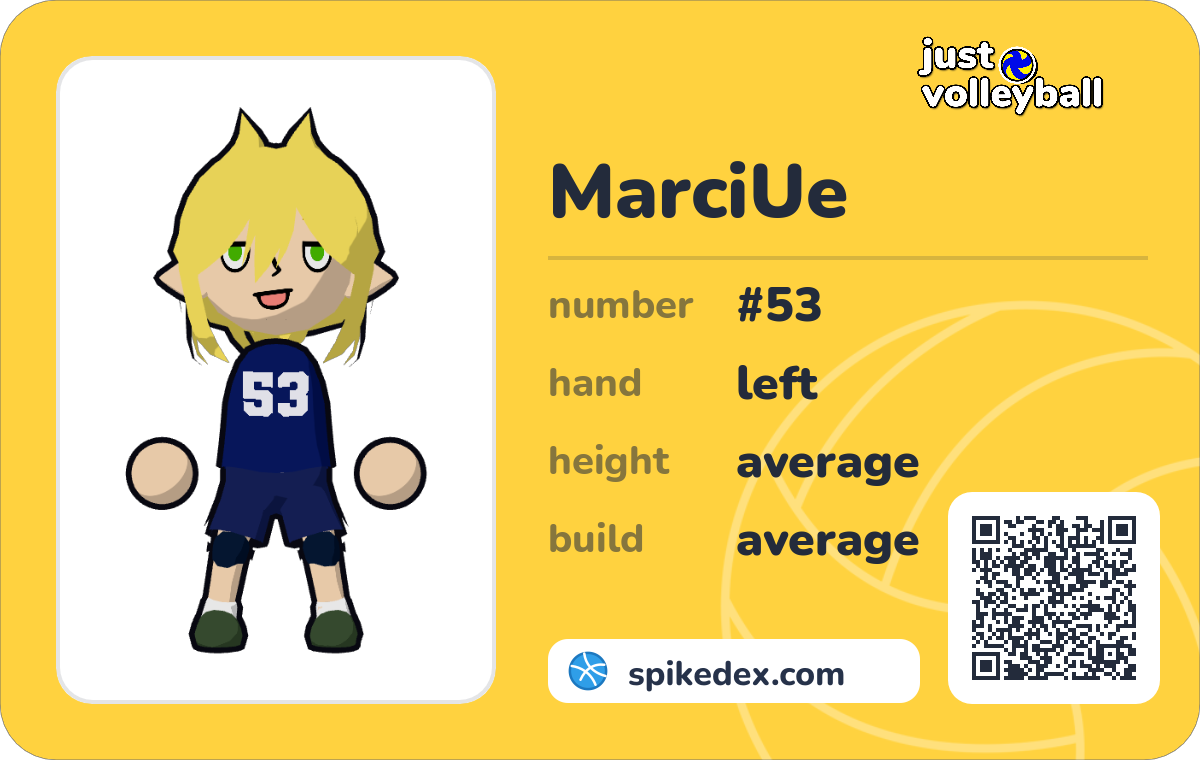 just
volleyball
MarciUe
number #53
hand left
height average
build average
53
spikedex.com